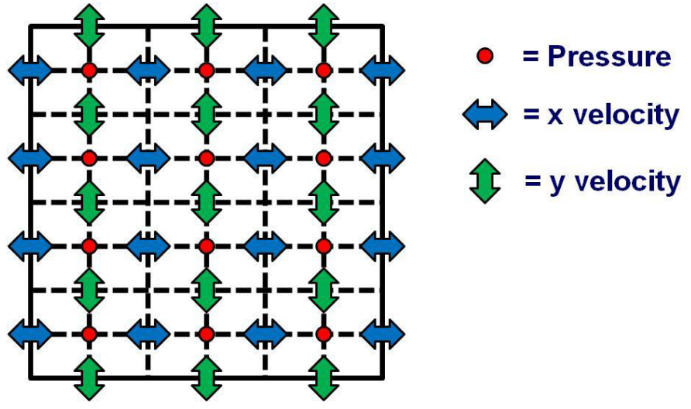 = Pressure
= x velocity
= y velocity